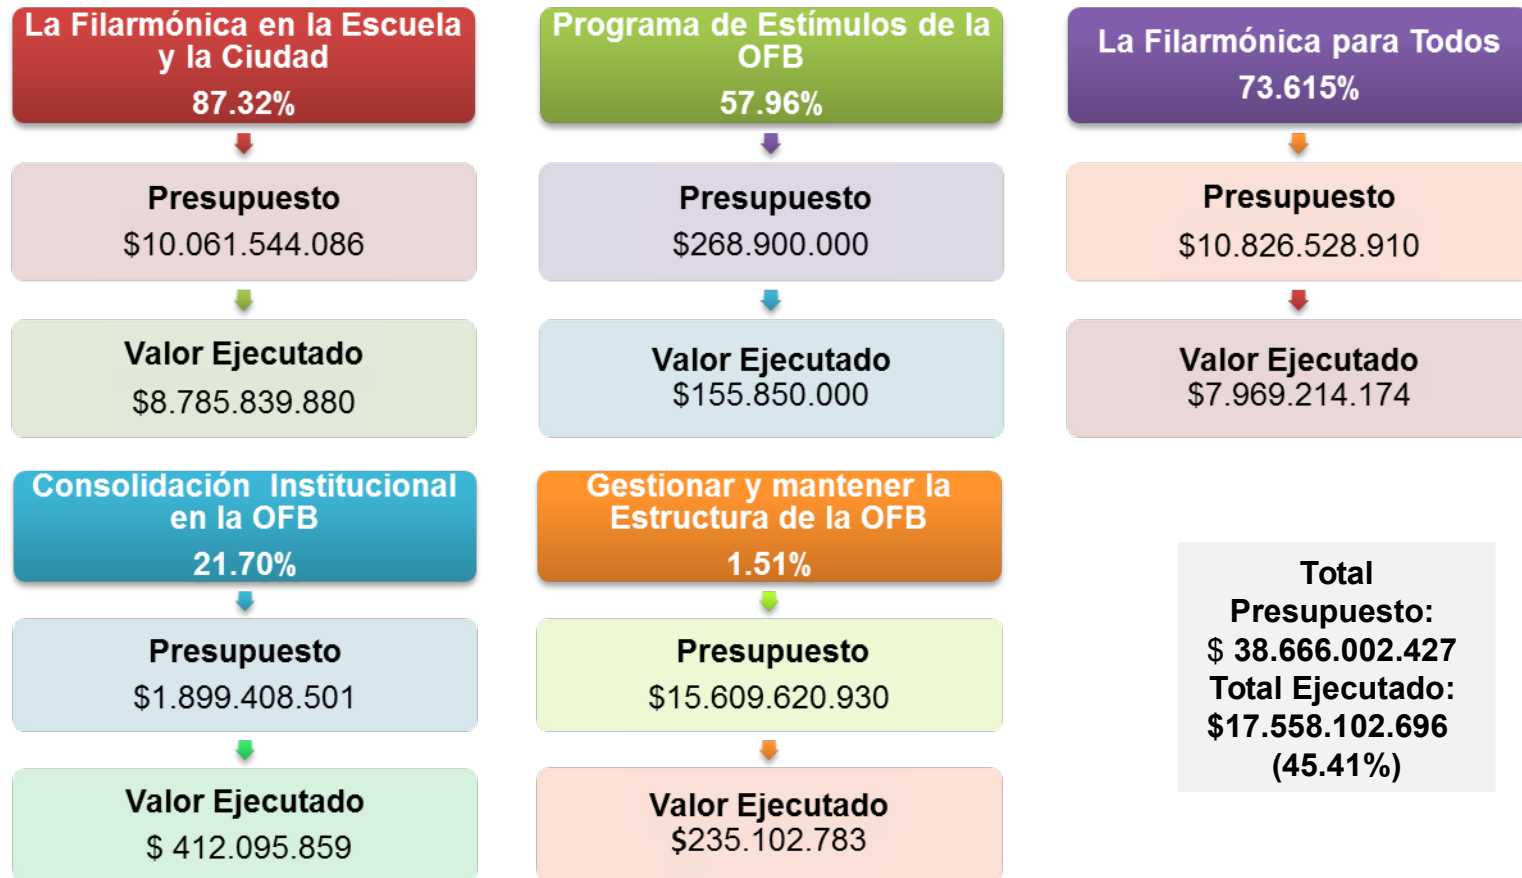 La Filarmónica en la Escuela
y la Ciudad
87.32%
Presupuesto
$10.061.544.086
Valor Ejecutado
$8.785.839.880
Programa de Estímulos de la
OFB
57.96%
Presupuesto
$268.900.000
Valor Ejecutado
$155.850.000
La Filarmónica para Todos
73.615%
Presupuesto
$10.826.528.910
Valor Ejecutado
$7.969.214.174
Consolidación  Institucional
en la OFB
21.70%
Presupuesto
$1.899.408.501
Valor Ejecutado
$ 412.095.859
Gestionar y mantener la
Estructura de la OFB
1.51%
Presupuesto
$15.609.620.930
Valor Ejecutado
$235.102.783
Total
Presupuesto:
$ 38.666.002.427
Total Ejecutado:
$17.558.102.696
(45.41%)